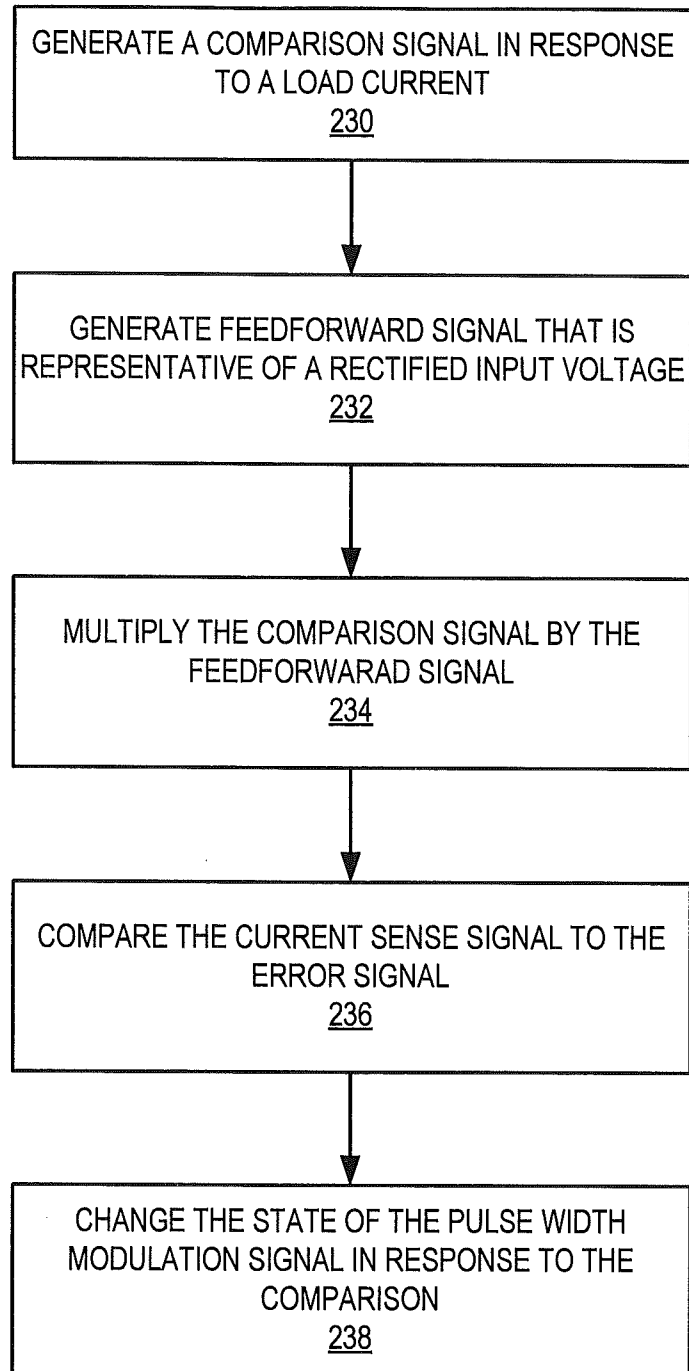 GENERATE A COMPARISON SIGNAL IN RESPONSE
TO A LOAD CURRENT
230
GENERATE FEEDFORWARD SIGNAL THAT IS
REPRESENTATIVE OF A RECTIFIED INPUT VOLTAGE
232
MULTIPLY THE COMPARISON SIGNAL BY THE
FEEDFORWARAD SIGNAL
234
COMPARE THE CURRENT SENSE SIGNAL TO THE
ERROR SIGNAL
236
CHANGE THE STATE OF THE PULSE WIDTH
MODULATION SIGNAL IN RESPONSE TO THE
COMPARISON
238